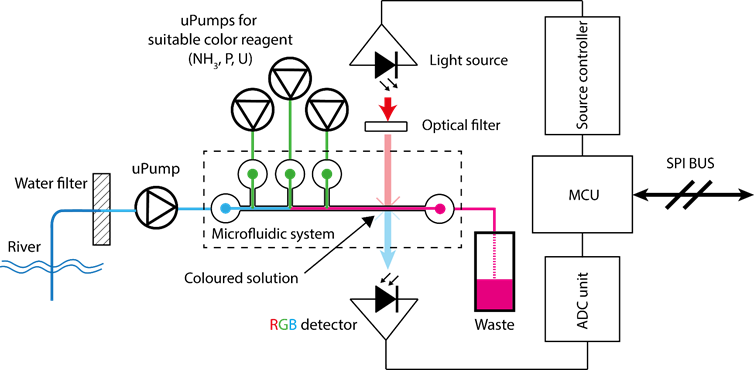 uPumps for
suitable color reagent
(NH3, P, U)
Light source
Source controller
Optical filter
uPump
Water filter
MCU
SPI BUS
River
Microfluidic system
Coloured solution
RGB detector
Waste
ADC unit